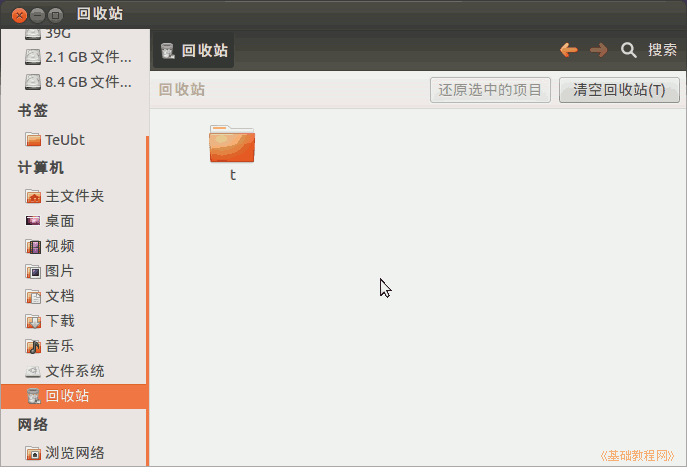 回收站
39G
2.1 GB 文件...
8.4 GB 文件...
书签
TeUbt
计算机
主文件夹
桌面
视频
图片
文档
下载
音乐
文件系统
回收站
网络
浏览网络
回收站
搜索
回收站
还原选中的项目
清空回收站(T)
t
《基础教程网》